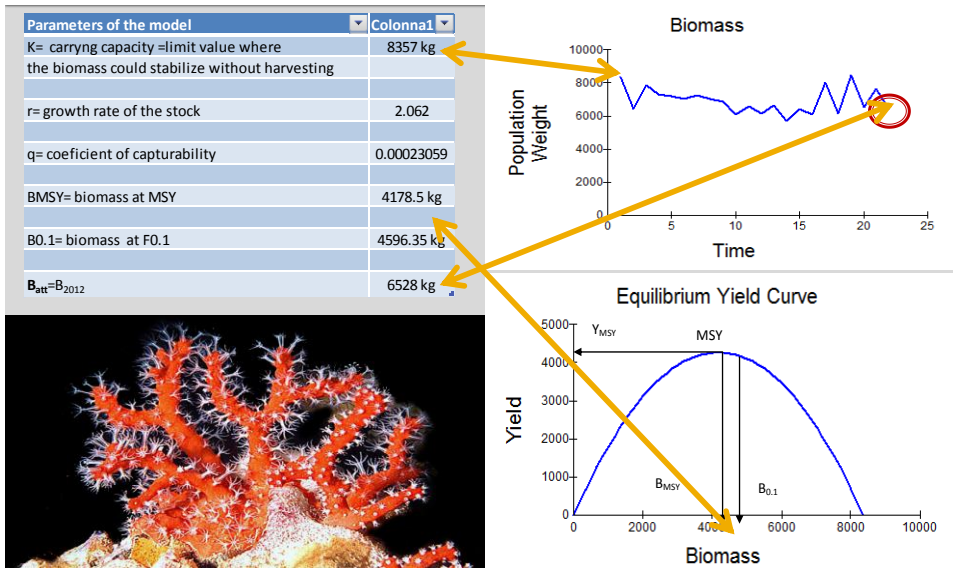 Parameters of the model Colonna1
K= carryng capacity =limit value where 8357 kg
the biomass could stabilize without harvesting
r= growth rate of the stock 2.062
q= coeficient of capturability 0.00023059
BMSY= biomass at MSY 4178.5 kg
B0.1= biomass at F0.1 4596.35 kg
Batt=B2012 6528 kg
Biomass
10000
8000
6000
4000
2000
0
Population
Weight
0 5 10 15 20 25
Time
Equilibrium Yield Curve
5000
4000
3000
2000
1000
0
Yield
YMSY MSY
BMSY B0.1
0 2000 4000 6000 8000 10000
Biomass